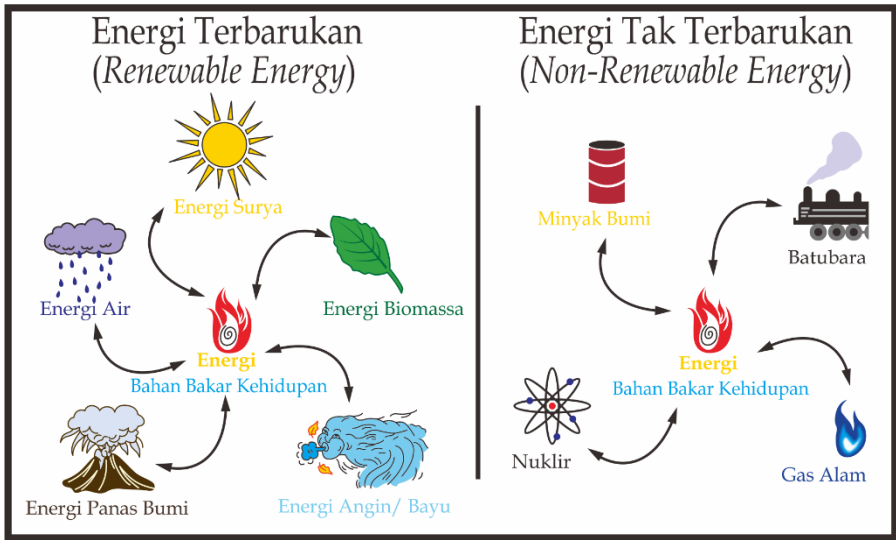 Energi Terbarukan
(Renewable Energy)
Energi Surya
Energi Air
Energi Biomassa
Energi
Bahan Bakar Kehidupan
Energi Panas Bumi
Energi Angin/ Bayu
Energi Tak Terbarukan
(Non-Renewable Energy)
Minyak Bumi
Batubara
Energi
Bahan Bakar Kehidupan
Nuklir
Gas Alam